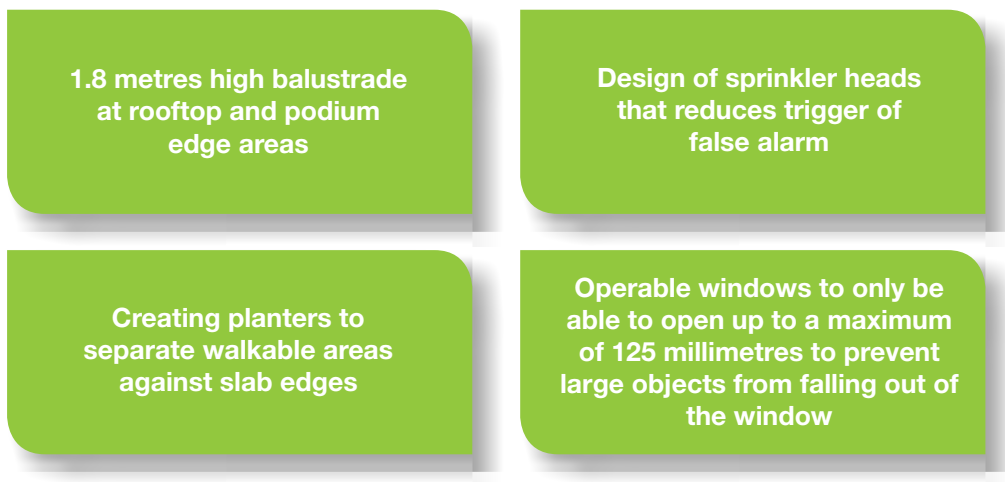 1.8 metres high balustrade
at rooftop and podium
edge areas
Design of sprinkler heads
that reduces trigger of
false alarm
Creating planters to
separate walkable areas
against slab edges
Operable windows to only be
able to open up to a maximum
of 125 millimetres to prevent
large objects from falling out of
the window